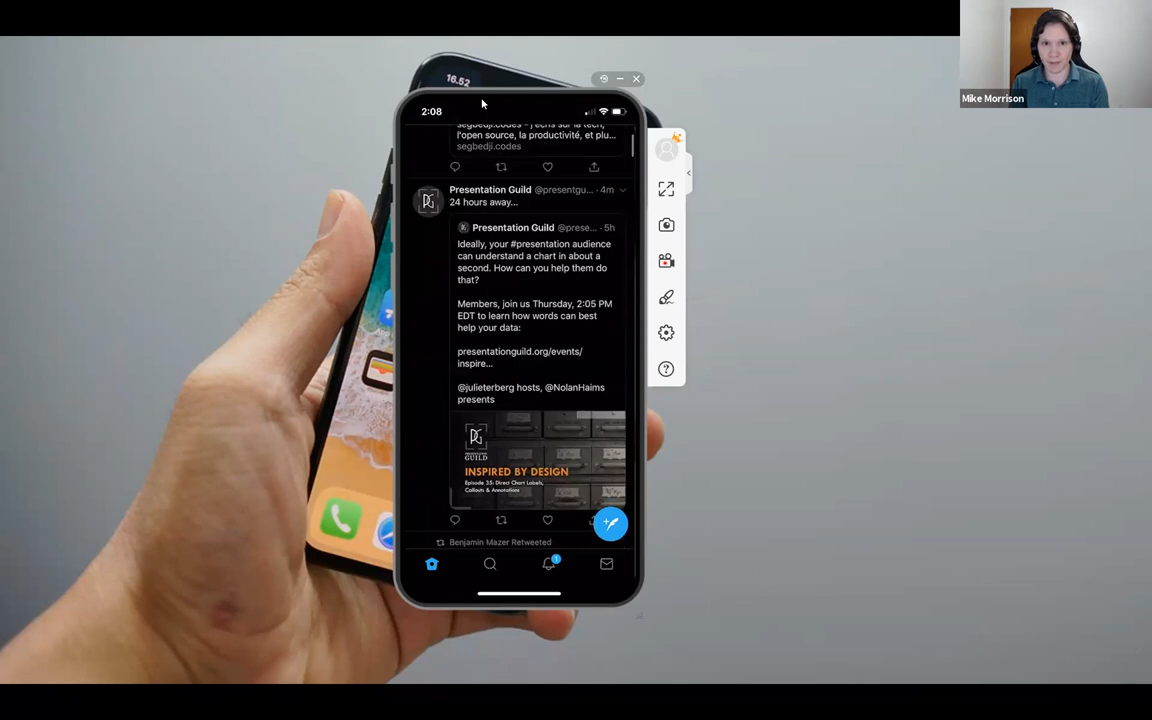 16.52
Mike Morrison
2:08
segbedji.codes - j'écris sur la tech,
l'open source, la productivité, et plu...
segbedji.codes
Presentation Guild @presentgu... · 4m
24 hours away...
Presentation Guild @prese... · 5h
Ideally, your #presentation audience
can understand a chart in about a
second. How can you help them do
that?
Members, join us Thursday, 2:05 PM
EDT to learn how words can best
help your data:
presentationguild.org/events/
inspire...
@julieterberg hosts, @NolanHaims
presents
PRESENTATION
GUILD
INSPIRED BY DESIGN
Episode 35: Direct Chart Labels,
Callouts & Annotations
Benjamin Mazer Retweeted
1